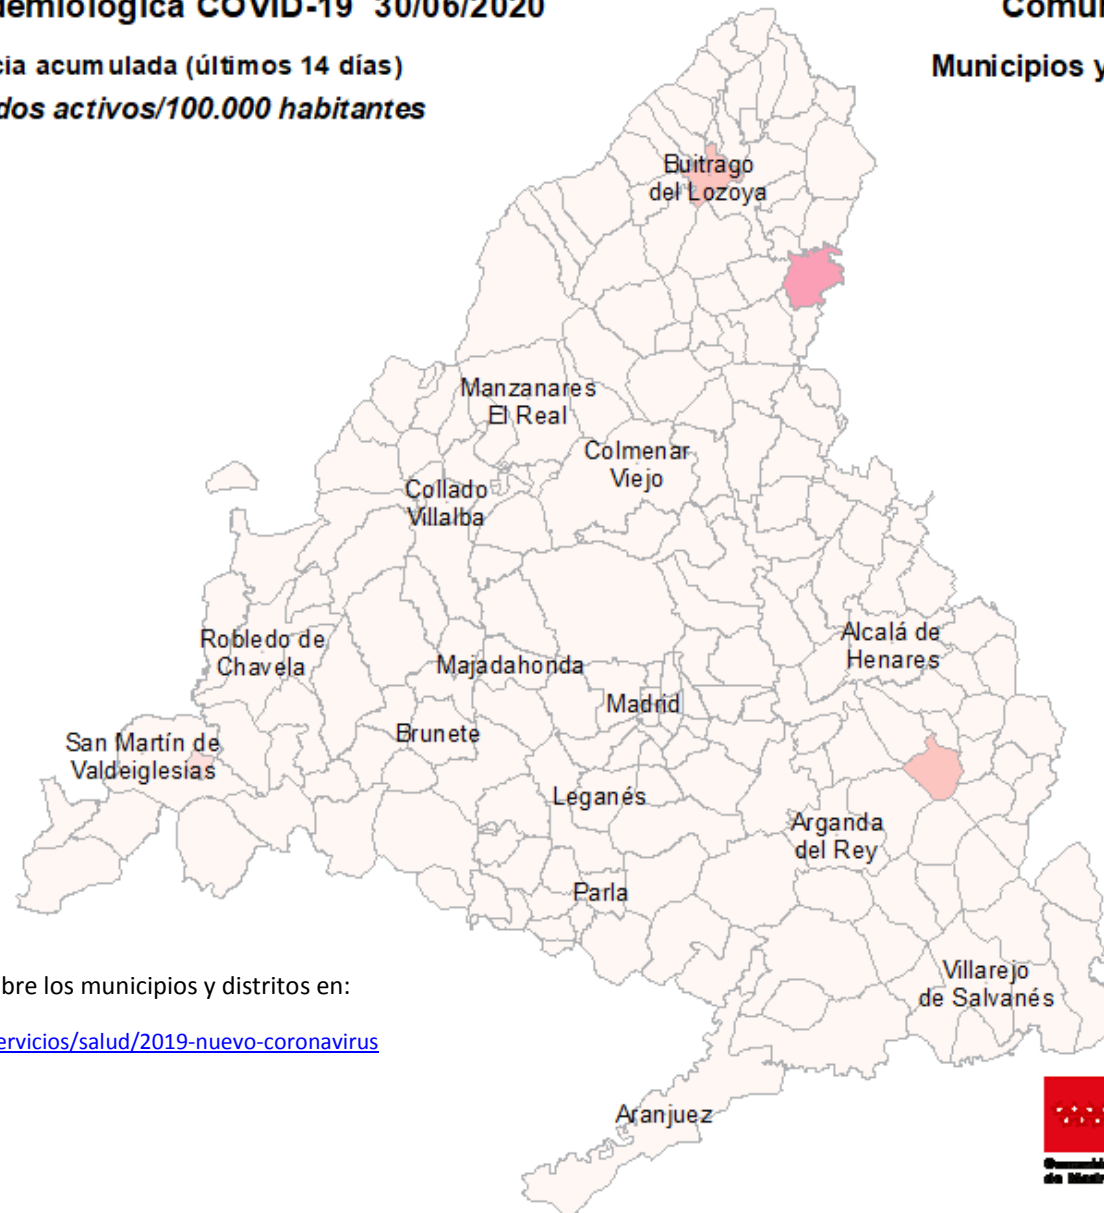 demiológica COVID-19 30/06/2020
Comu
cia acumulada (últimos 14 días)
Municipios y
dos activos/100.000 habitantes
Buitrago
del Lozoya
Manzanares
El Real
Colmenar
Viejo
Collado
Villalba
Robledo de
Chavela
Majadahonda
Alcalá de
Henares
Madrid
Brunete
San Martín de
Valdeiglesias
Leganés
Arganda
del Rey
Parla
Villarejo
de Salvanés
bre los municipios y distritos en:
ervicios/salud/2019-nuevo-coronavirus
Aranjuez